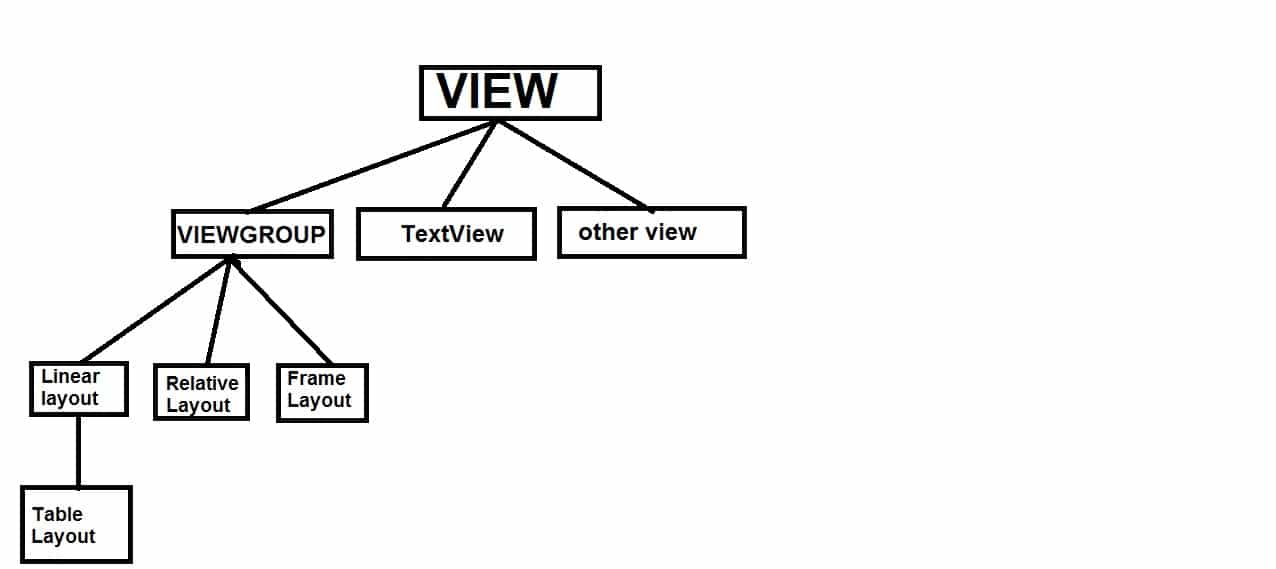 VIEW
VIEWGROUP
TextView
other view
Linear
layout
Relative
Layout
Frame
Layout
Table
Layout